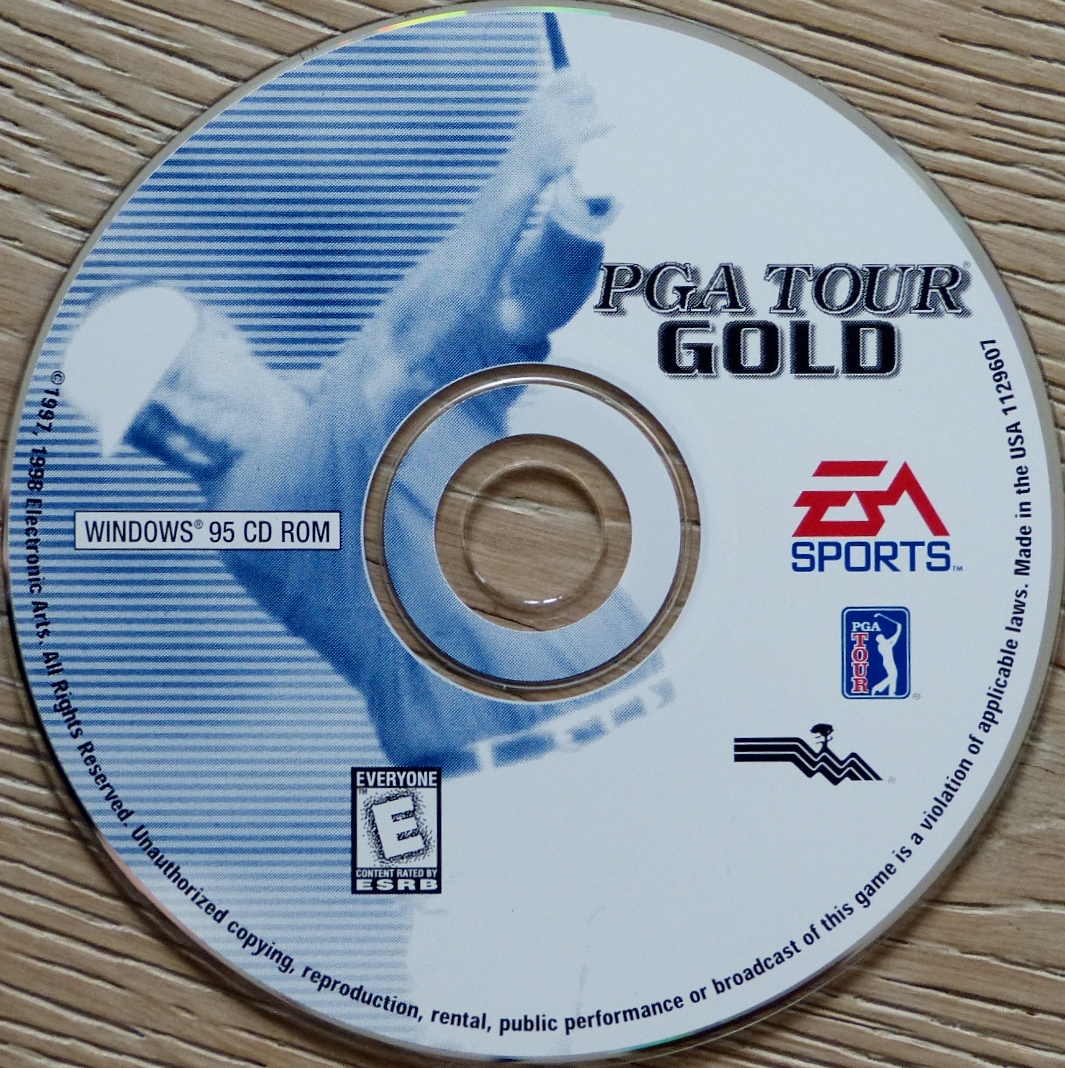 PGA TOUR®
GOLD
WINDOWS® 95 CD ROM
EA
SPORTS™
PGA
TOUR
®
®
EVERYONE
™
E
CONTENT RATED BY
ESRB
©1997, 1998 Electronic Arts. All Rights Reserved. Unauthorized copying, reproduction, rental, public performance or broadcast of this game is a violation of applicable laws. Made in the USA 1129607